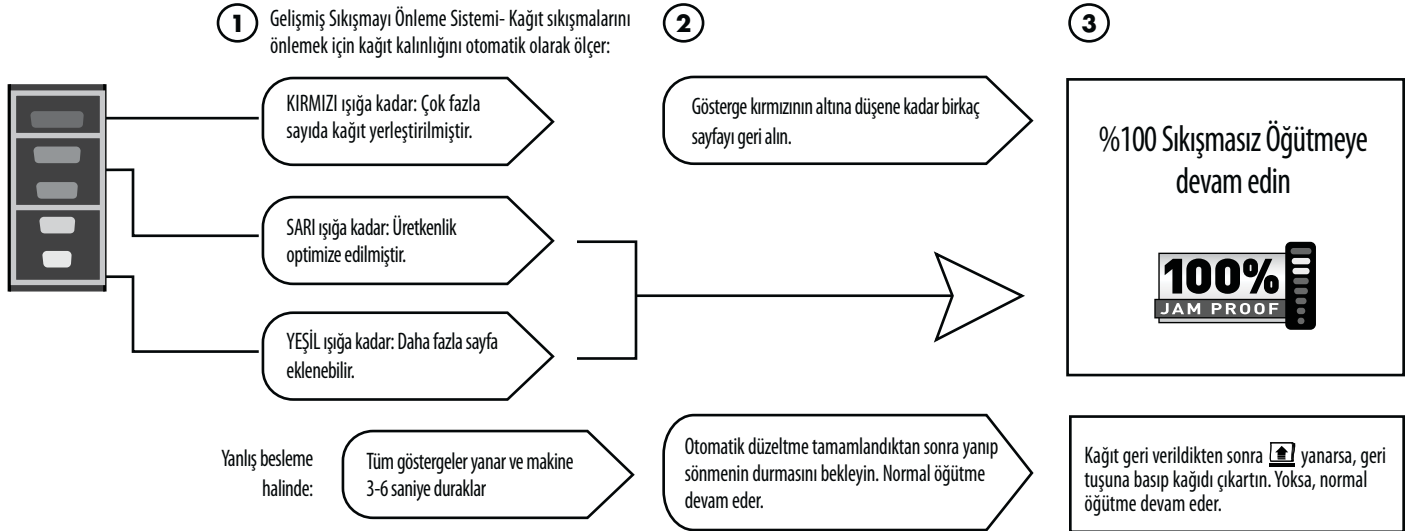 1
Gelişmiş Sıkışmayı Önleme Sistemi- Kağıt sıkışmalarını
önlemek için kağıt kalınlığını otomatik olarak ölçer:
KIRMIZI ışığa kadar: Çok fazla
sayıda kağıt yerleştirilmiştir.
SARI ışığa kadar: Üretkenlik
optimize edilmiştir.
YEŞİL ışığa kadar: Daha fazla sayfa
eklenebilir.
2
Gösterge kırmızının altına düşene kadar birkaç
sayfayı geri alın.
3
%100 Sıkışmasız Öğütmeye
devam edin
100%
JAM PROOF
Yanlış besleme
halinde:
Tüm göstergeler yanar ve makine
3-6 saniye duraklar
Otomatik düzeltme tamamlandıktan sonra yanıp
sönmenin durmasını bekleyin. Normal öğütme
devam eder.
Kağıt geri verildikten sonra yanarsa, geri
tuşuna basıp kağıdı çıkartın. Yoksa, normal
öğütme devam eder.